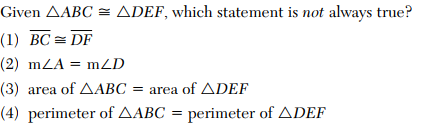 Given △ABC ≅ △DEF, which statement is not always true?
(1) BC ≅ DF
(2) m∠A = m∠D
(3) area of △ABC = area of △DEF
(4) perimeter of △ABC = perimeter of △DEF